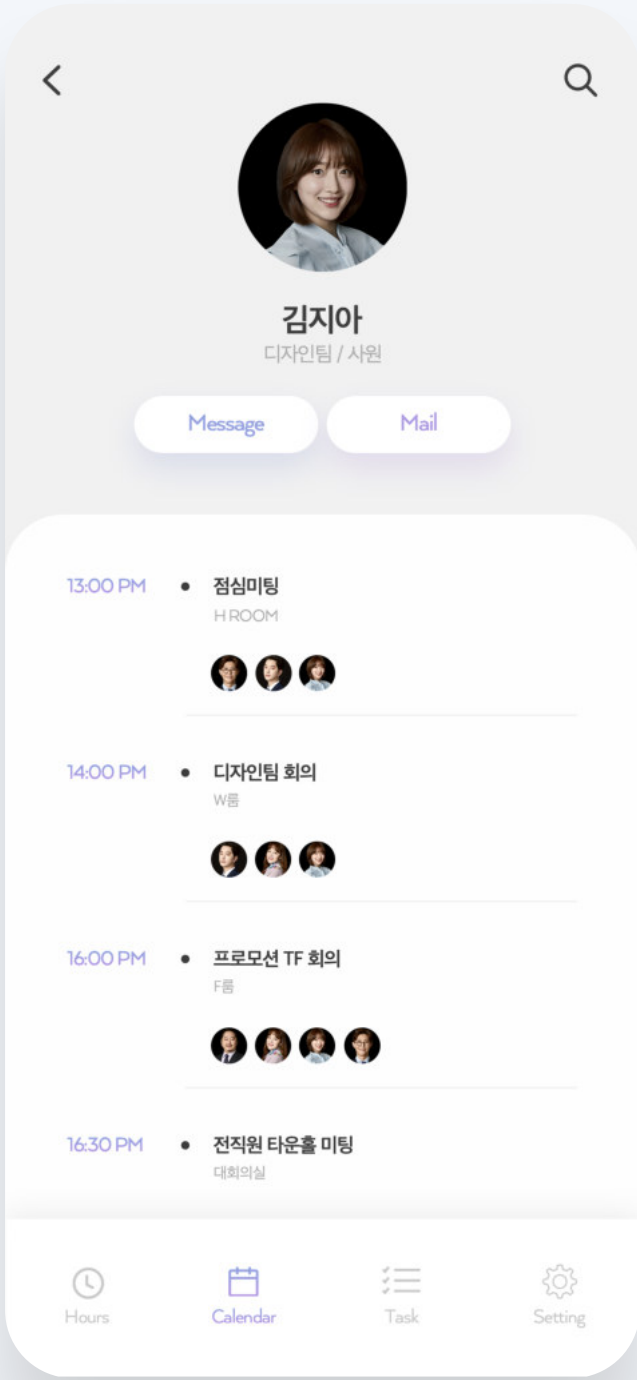 김지아
디자인팀 / 사원
Message Mail
13:00 PM 점심미팅
H ROOM
14:00 PM 디자인팀 회의
W룸
16:00 PM 프로모션 TF 회의
F룸
16:30 PM 전직원 타운홀 미팅
대회의실
Hours Calendar Task Setting